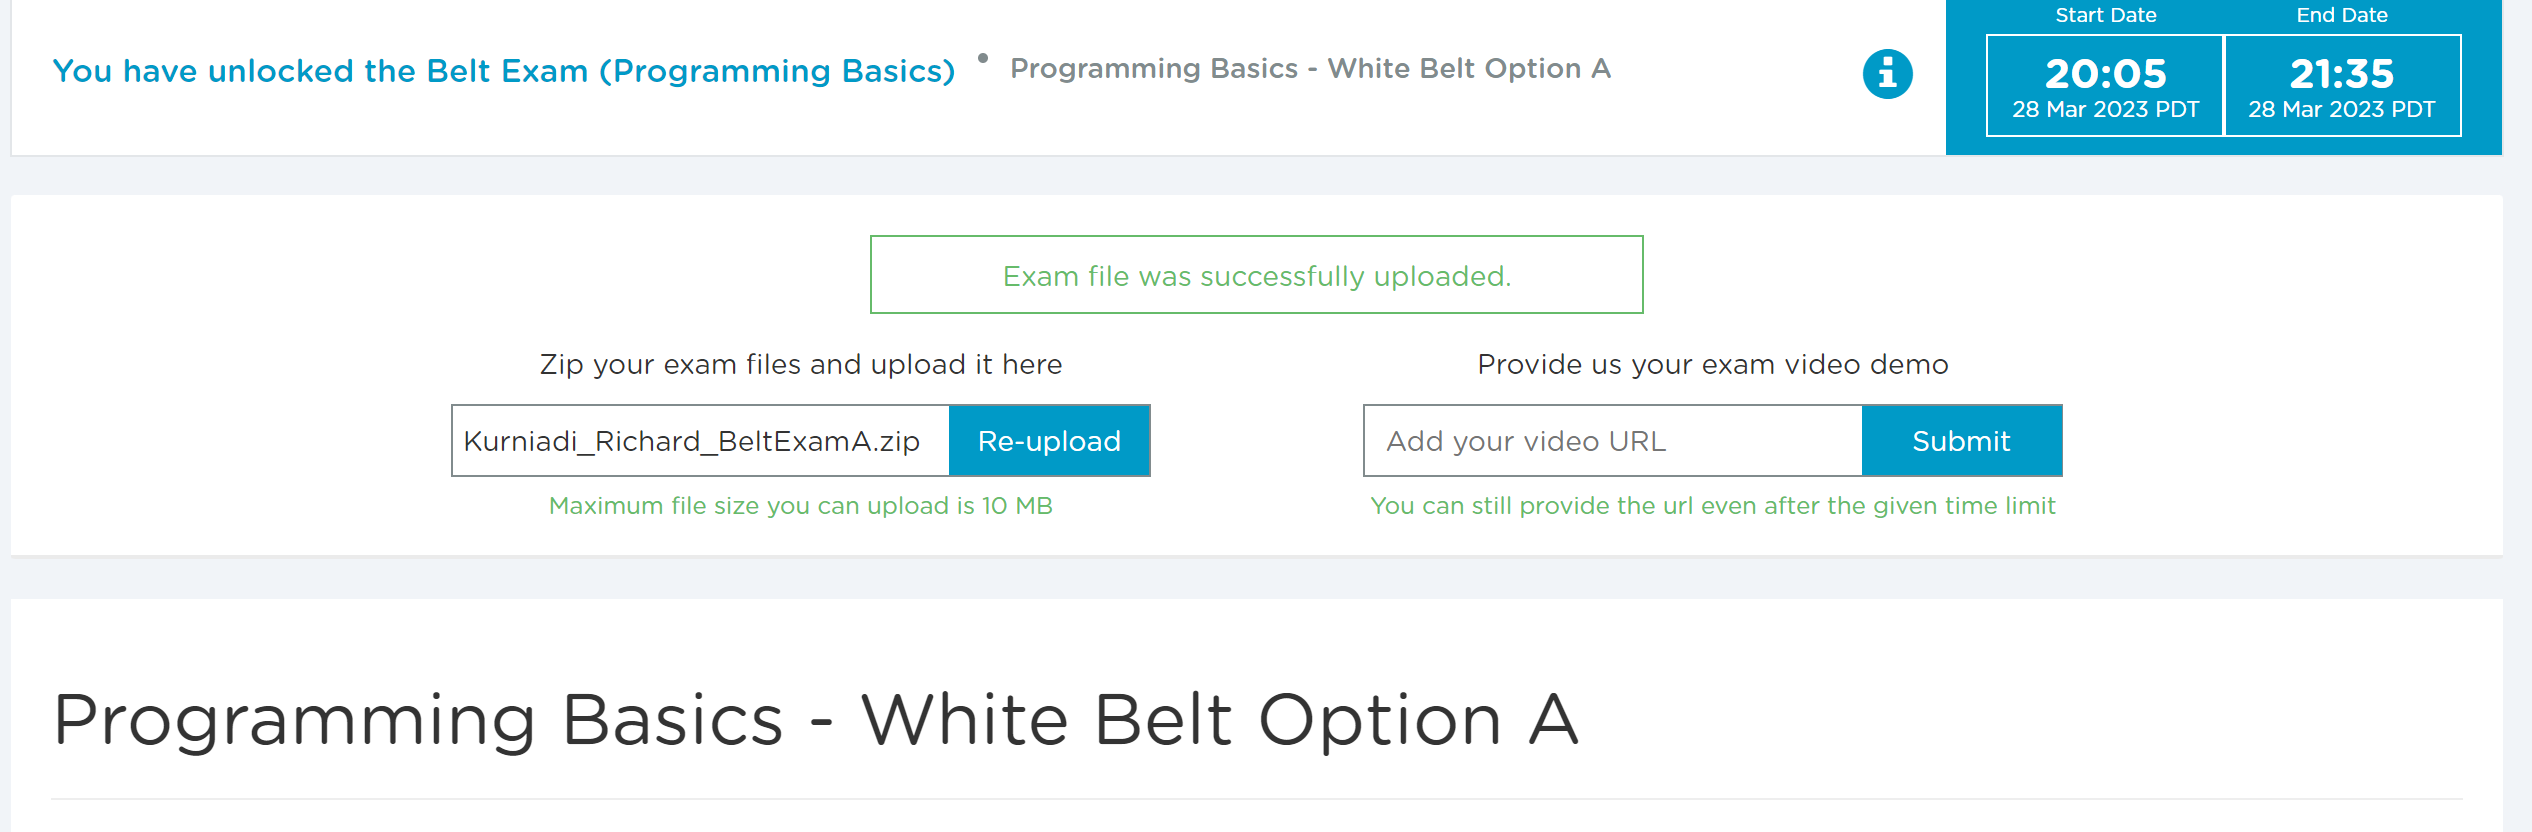 You have unlocked the Belt Exam (Programming Basics) • Programming Basics - White Belt Option A
Start Date End Date
20:05 21:35
28 Mar 2023 PDT 28 Mar 2023 PDT
Exam file was successfully uploaded.
Zip your exam files and upload it here
Kurniadi_Richard_BeltExamA.zip Re-upload
Maximum file size you can upload is 10 MB
Provide us your exam video demo
Add your video URL Submit
You can still provide the url even after the given time limit
Programming Basics - White Belt Option A